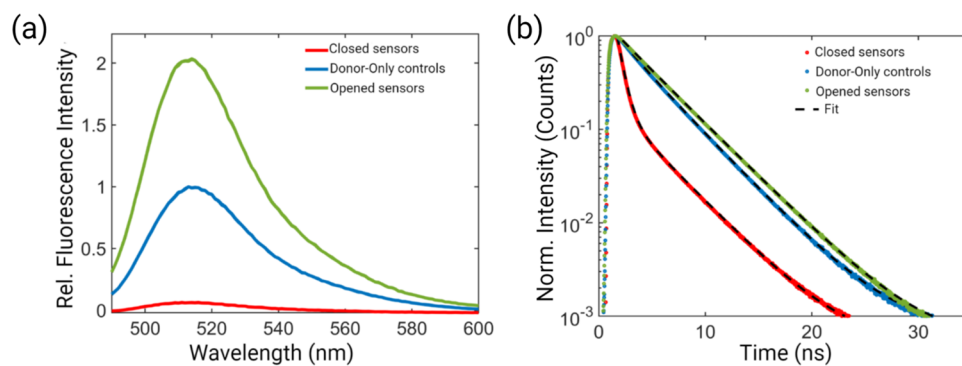 (a)
Rel. Fluorescence Intensity
2
1.5
1
0.5
0
500
520
540
560
580
600
Wavelength (nm)
Closed sensors
Donor-Only controls
Opened sensors
(b)
Norm. Intensity (Counts)
10⁰
10⁻¹
10⁻²
10⁻³
0
10
20
30
Time (ns)
Closed sensors
Donor-Only controls
Opened sensors
Fit